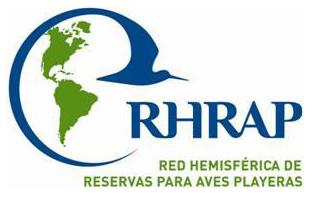 RHRAP
RED HEMISFÉRICA DE
RESERVAS PARA AVES PLAYERAS